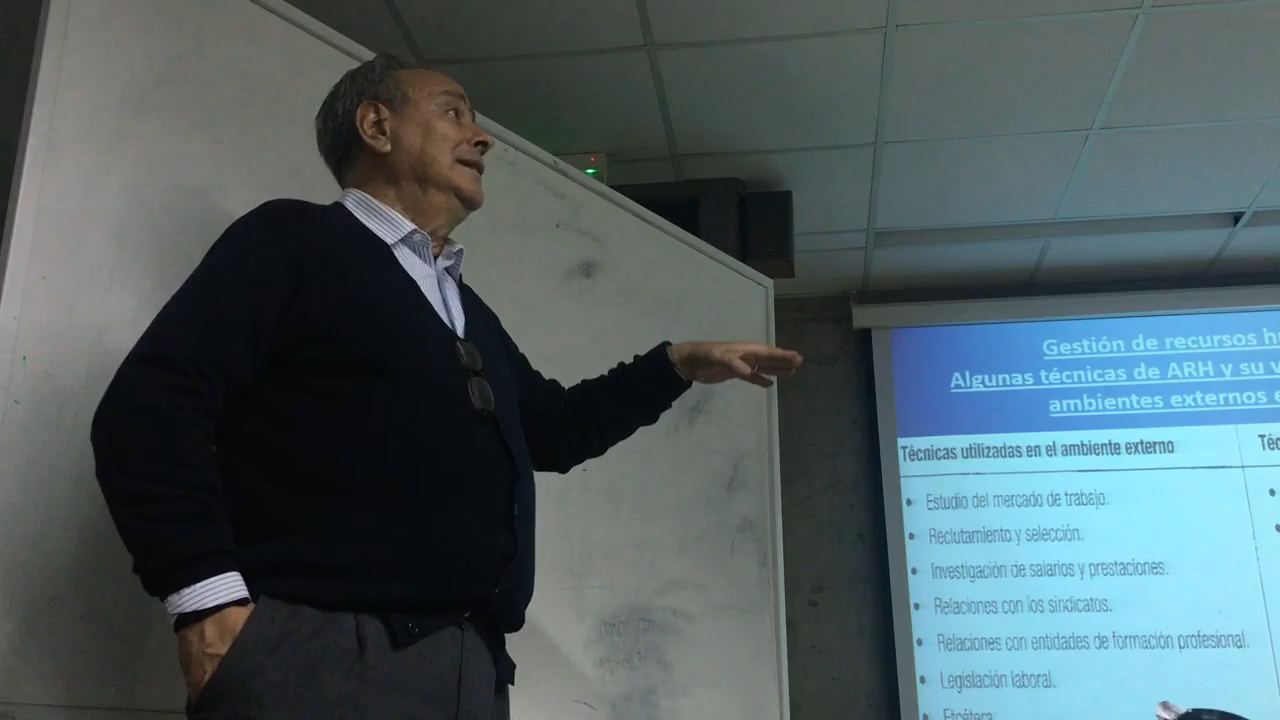 Gestión de recursos
Algunas técnicas de ARH y su
ambientes externos
Técnicas utilizadas en el ambiente externo
• Estudio del mercado de trabajo.
• Reclutamiento y selección.
• Investigación de salarios y prestaciones.
• Relaciones con los sindicatos.
• Relaciones con entidades de formación profesional.
• Legislación laboral.
• Etcétera